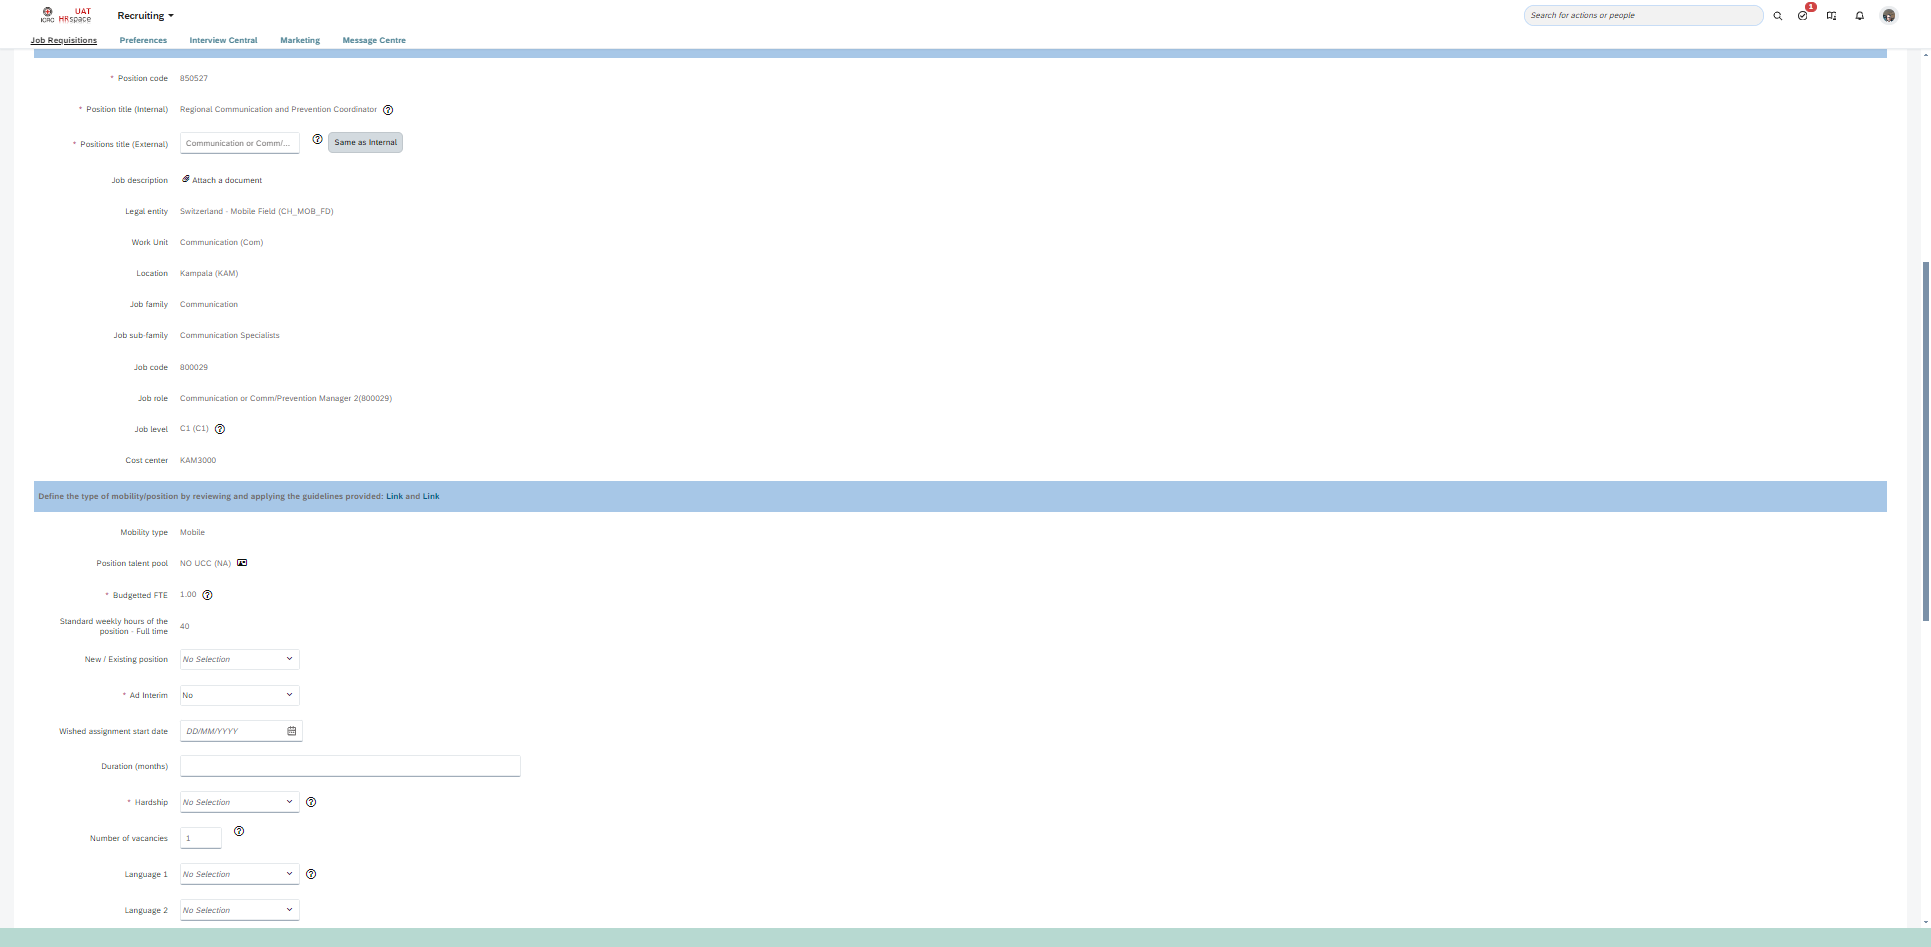 ICRC UAT HRspace Recruiting Search for actions or people 1
Job Requisitions Preferences Interview Central Marketing Message Centre
* Position code 850527
* Position title (Internal) Regional Communication and Prevention Coordinator ?
* Positions title (External) Communication or Comm/... ? Same as Internal
Job description Attach a document
Legal entity Switzerland - Mobile Field (CH_MOB_FD)
Work Unit Communication (Com)
Location Kampala (KAM)
Job family Communication
Job sub-family Communication Specialists
Job code 800029
Job role Communication or Comm/Prevention Manager 2(800029)
Job level C1 (C1) ?
Cost center KAM3000
Define the type of mobility/position by reviewing and applying the guidelines provided: Link and Link
Mobility type Mobile
Position talent pool NO UCC (NA)
* Budgetted FTE 1.00 ?
Standard weekly hours of the
position - Full time 40
New / Existing position No Selection
* Ad Interim No
Wished assignment start date DD/MM/YYYY
Duration (months)
* Hardship No Selection ?
Number of vacancies 1 ?
Language 1 No Selection ?
Language 2 No Selection